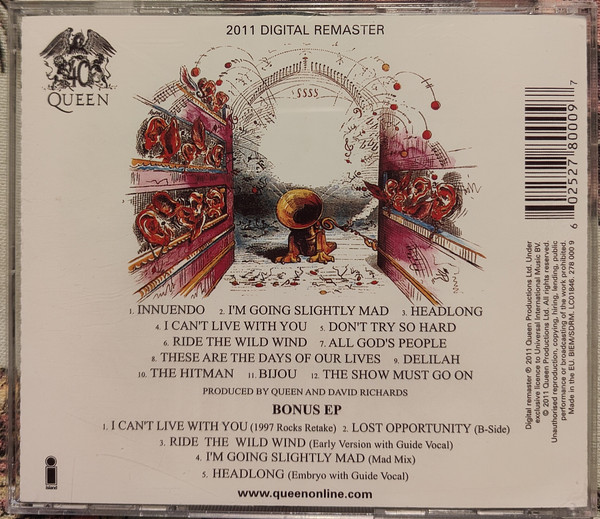 2011 DIGITAL REMASTER
40
QUEEN
ssss
1. INNUENDO 2. I'M GOING SLIGHTLY MAD 3. HEADLONG
4. I CAN'T LIVE WITH YOU 5. DON'T TRY SO HARD
6. RIDE THE WILD WIND 7. ALL GOD'S PEOPLE
8. THESE ARE THE DAYS OF OUR LIVES 9. DELILAH
10. THE HITMAN 11. BIJOU 12. THE SHOW MUST GO ON
PRODUCED BY QUEEN AND DAVID RICHARDS
BONUS EP
1. I CAN'T LIVE WITH YOU (1997 Rocks Retake) 2. LOST OPPORTUNITY (B-Side)
3. RIDE THE WILD WIND (Early Version with Guide Vocal)
4. I'M GOING SLIGHTLY MAD (Mad Mix)
5. HEADLONG (Embryo with Guide Vocal)
www.queenonline.com
island
6 02527 80009 7
Digital remaster ℗ 2011 Queen Productions Ltd. Under
exclusive licence to Universal International Music BV.
© 2011 Queen Productions Ltd. All rights reserved.
Unauthorised reproduction, copying, hiring, lending, public
performance or broadcasting of the work prohibited.
Made in the EU. BIEM/SDRM. LC01846. 278 000 9